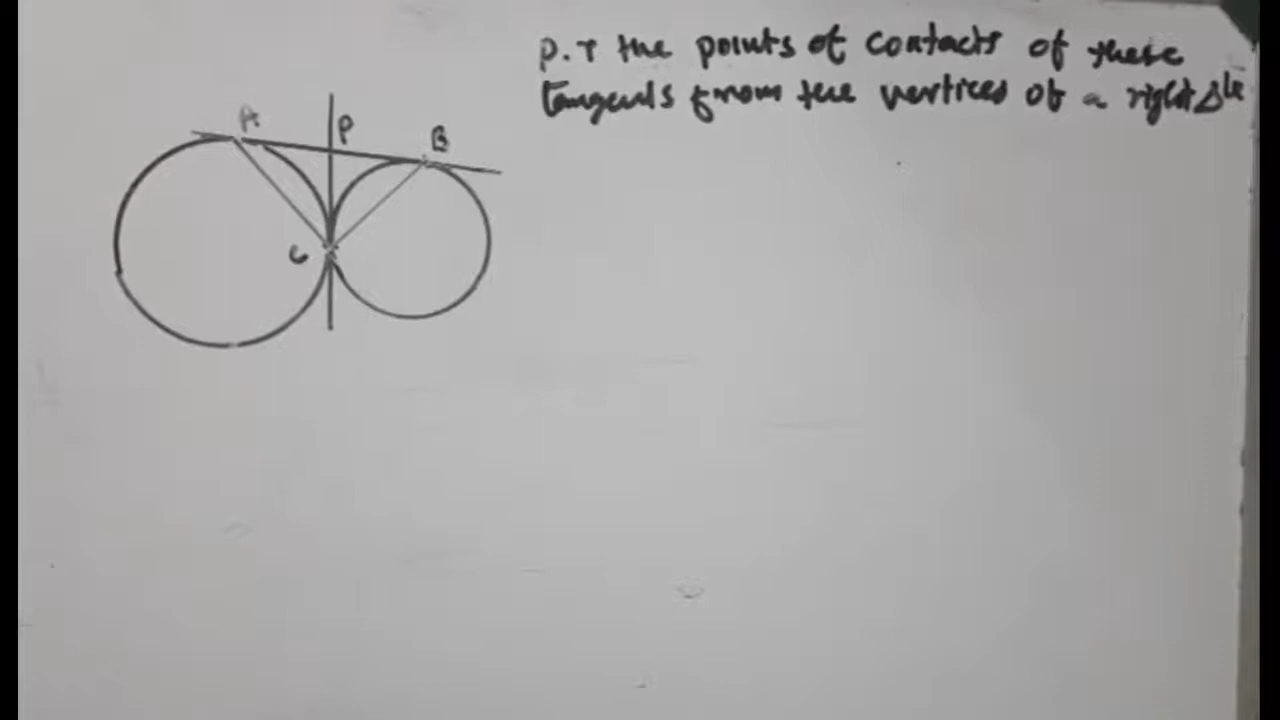 P.T the points of contacts of these
tangents from the vertices of a right Δle
A
P
B
C